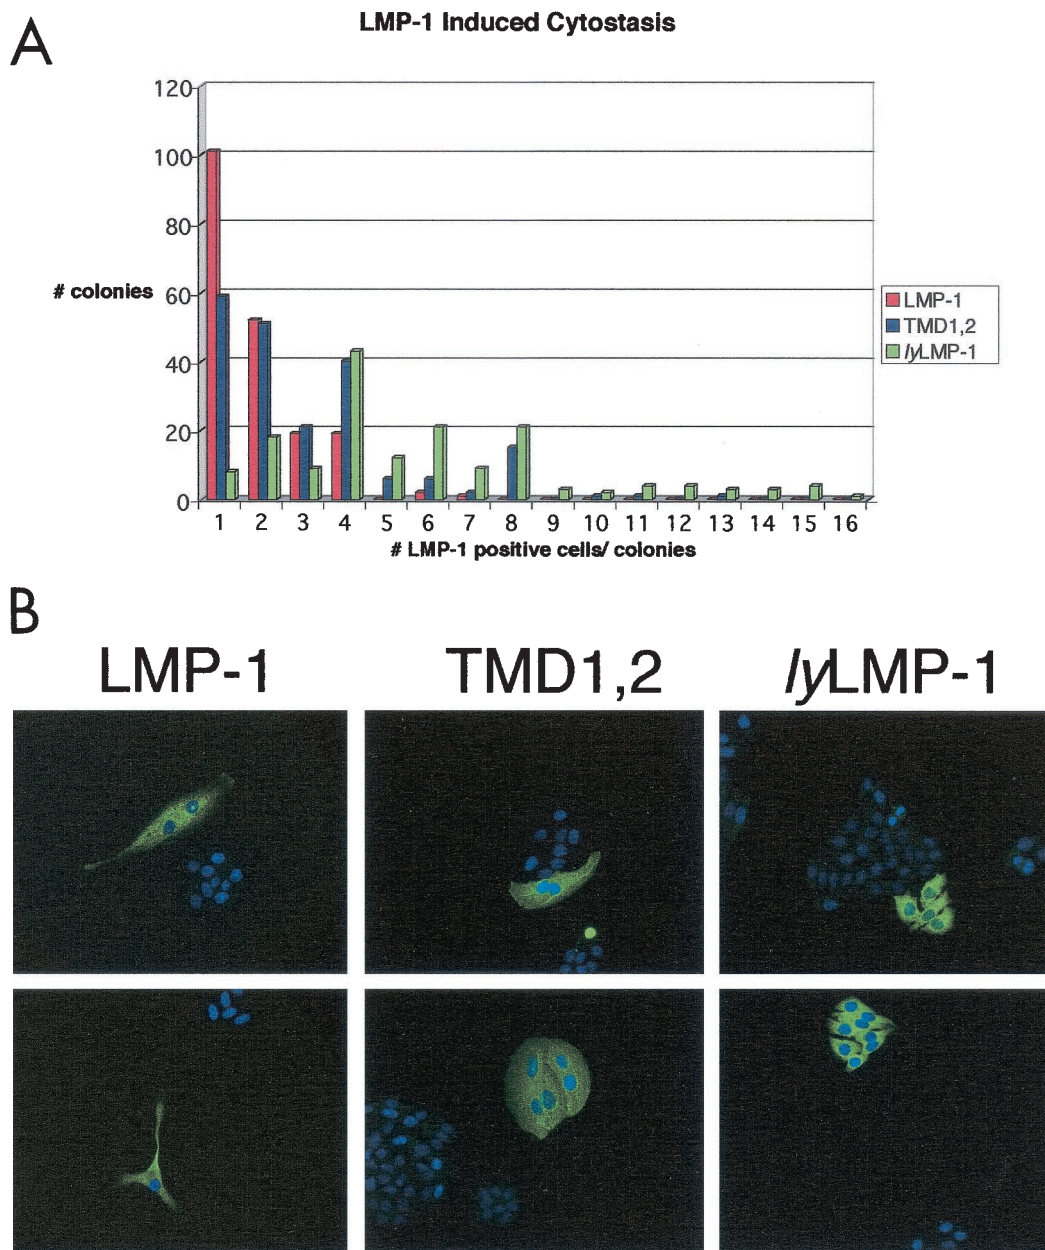 A
LMP-1 Induced Cytostasis
120
100
80
60
40
20
0
# colonies
LMP-1
TMD1,2
lyLMP-1
1 2 3 4 5 6 7 8 9 10 11 12 13 14 15 16
# LMP-1 positive cells/ colonies
B
LMP-1 TMD1,2 lyLMP-1